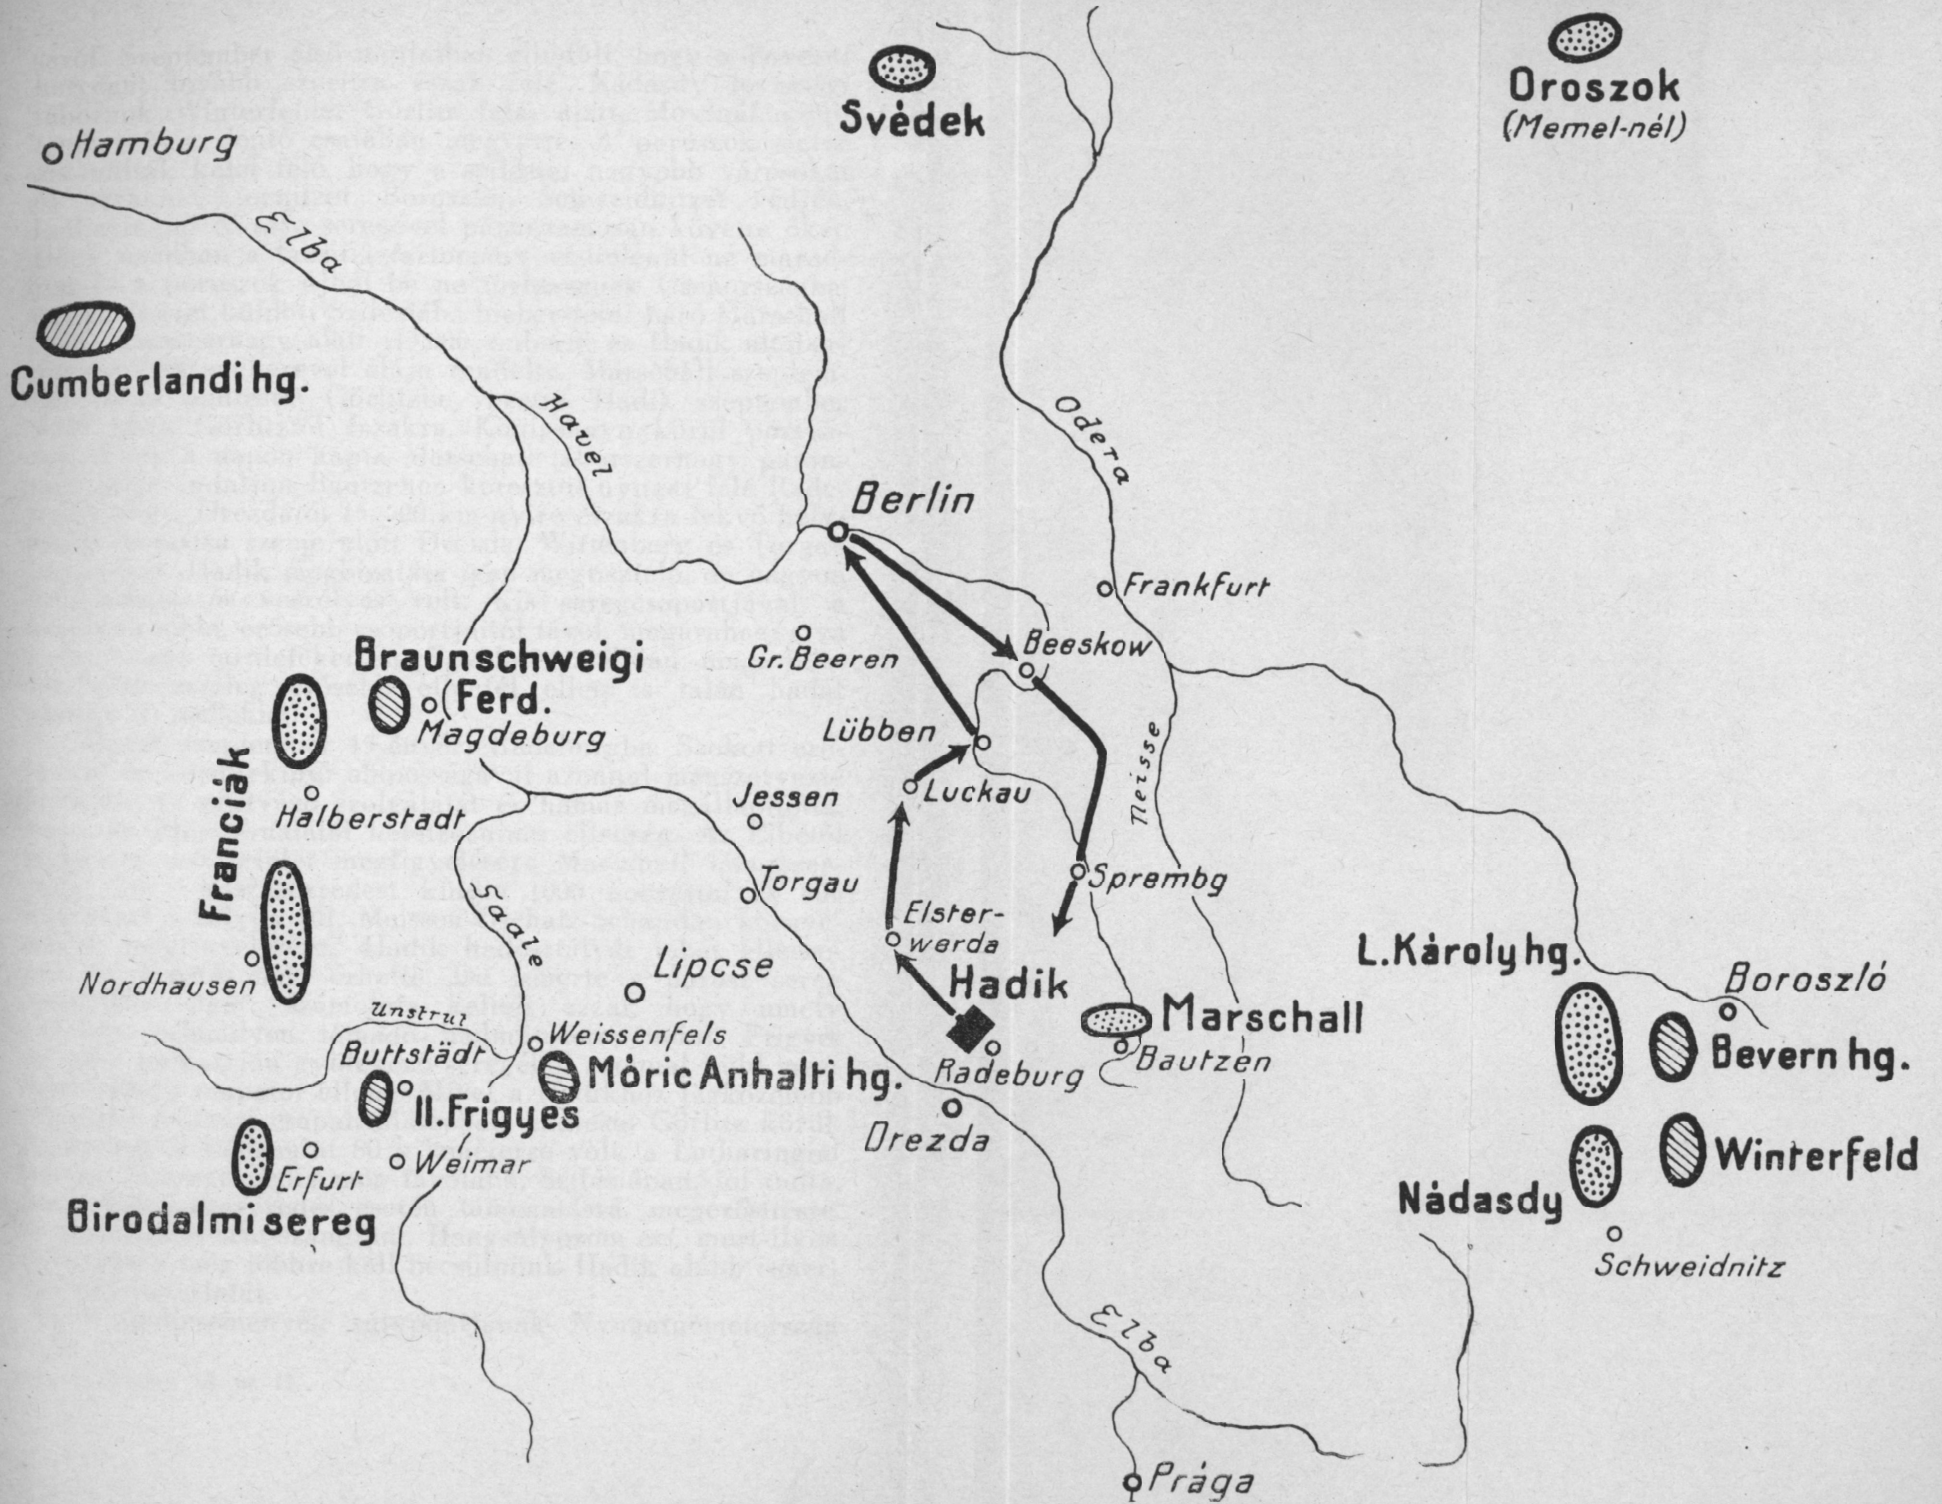 Svédek
Oroszok
(Memel-nél)
Hamburg
Elba
Cumberlandi hg.
Havel
Odera
Berlin
Frankfurt
Gr. Beeren
Beeskow
Braunschweigi
(Ferd.
Magdeburg
Lübben
Neisse
Franciák
Halberstadt
Jessen
Luckau
Torgau
Sprembg
Saale
Elster-
werda
Nordhausen
Lipcse
Hadik
L. Károly hg.
Boroszló
Unstrut
Weissenfels
Marschall
Buttstädt
Móric Anhalti hg.
Radeburg
Bautzen
Bevern hg.
II. Frigyes
Drezda
Erfurt
Weimar
Winterfeld
Birodalmi sereg
Nádasdy
Schweidnitz
Elba
Prága